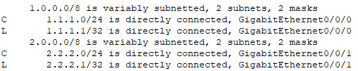 1.0.0.0/8 is variably subnetted, 2 subnets, 2 masks
C 1.1.1.0/24 is directly connected, GigabitEthernet0/0/0
L 1.1.1.1/32 is directly connected, GigabitEthernet0/0/0
2.0.0.0/8 is variably subnetted, 2 subnets, 2 masks
C 2.2.2.0/24 is directly connected, GigabitEthernet0/0/1
L 2.2.2.1/32 is directly connected, GigabitEthernet0/0/1